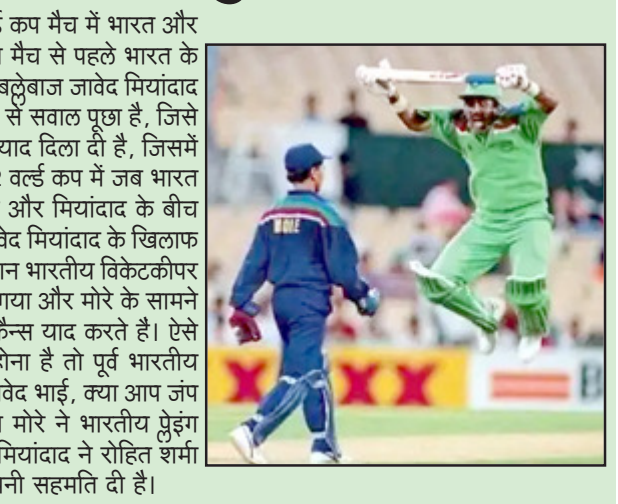 कप मैच में भारत और
मैच से पहले भारत के
बल्लेबाज जावेद मियांदाद
से सवाल पूछा है, जिसे
याद दिला दी है, जिसमें
वर्ल्ड कप में जब भारत
और मियांदाद के बीच
मियांदाद के खिलाफ
भारतीय विकेटकीपर
गया और मोरे के सामने
फैन्स याद करते हैं। ऐसे
होना है तो पूर्व भारतीय
भाई, क्या आप जंप
मोरे ने भारतीय प्लेइंग
मियांदाद ने रोहित शर्मा
सहमति दी है।
MORE
XXXX
B